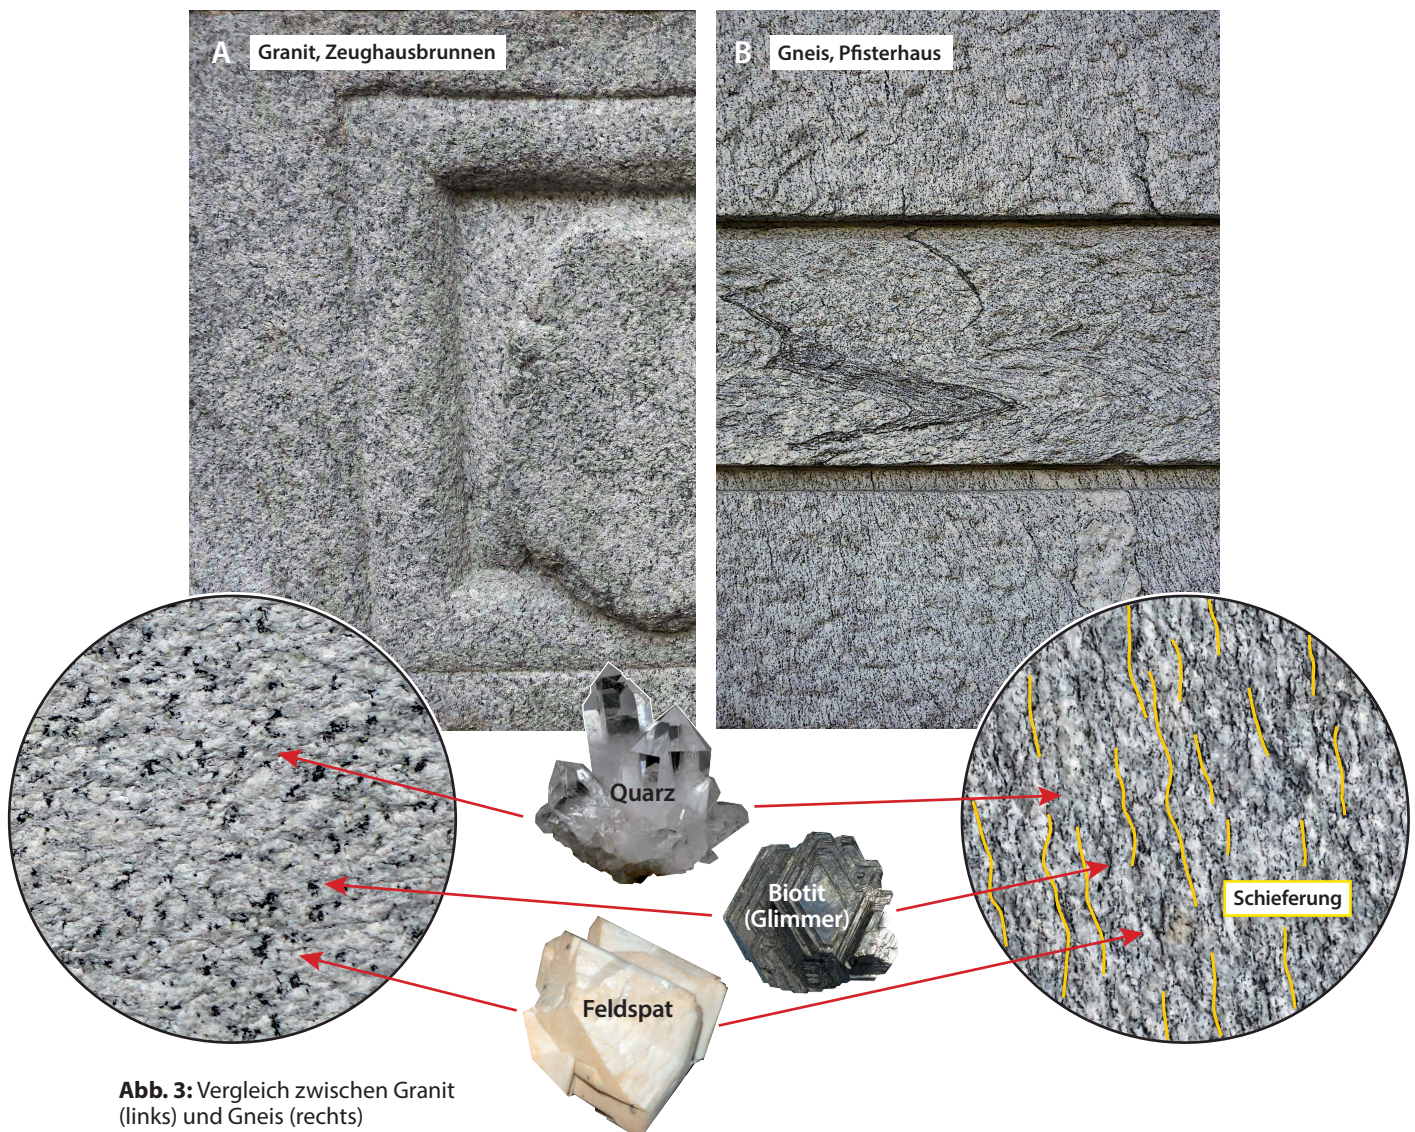 A
Granit, Zeughausbrunnen
B
Gneis, Pfisterhaus
Quarz
Biotit
(Glimmer)
Schieferung
Feldspat
Abb. 3: Vergleich zwischen Granit
(links) und Gneis (rechts)